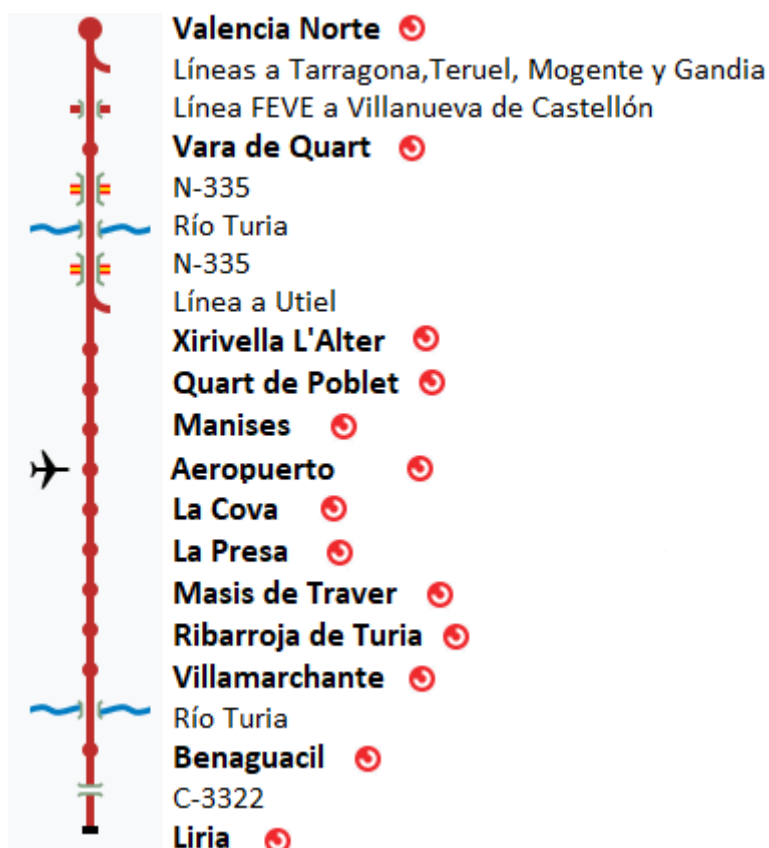 Valencia Norte
Líneas a Tarragona,Teruel, Mogente y Gandia
Línea FEVE a Villanueva de Castellón
Vara de Quart
N-335
Río Turia
N-335
Línea a Utiel
Xirivella L'Alter
Quart de Poblet
Manises
Aeropuerto
La Cova
La Presa
Masis de Traver
Ribarroja de Turia
Villamarchante
Río Turia
Benaguacil
C-3322
Liria